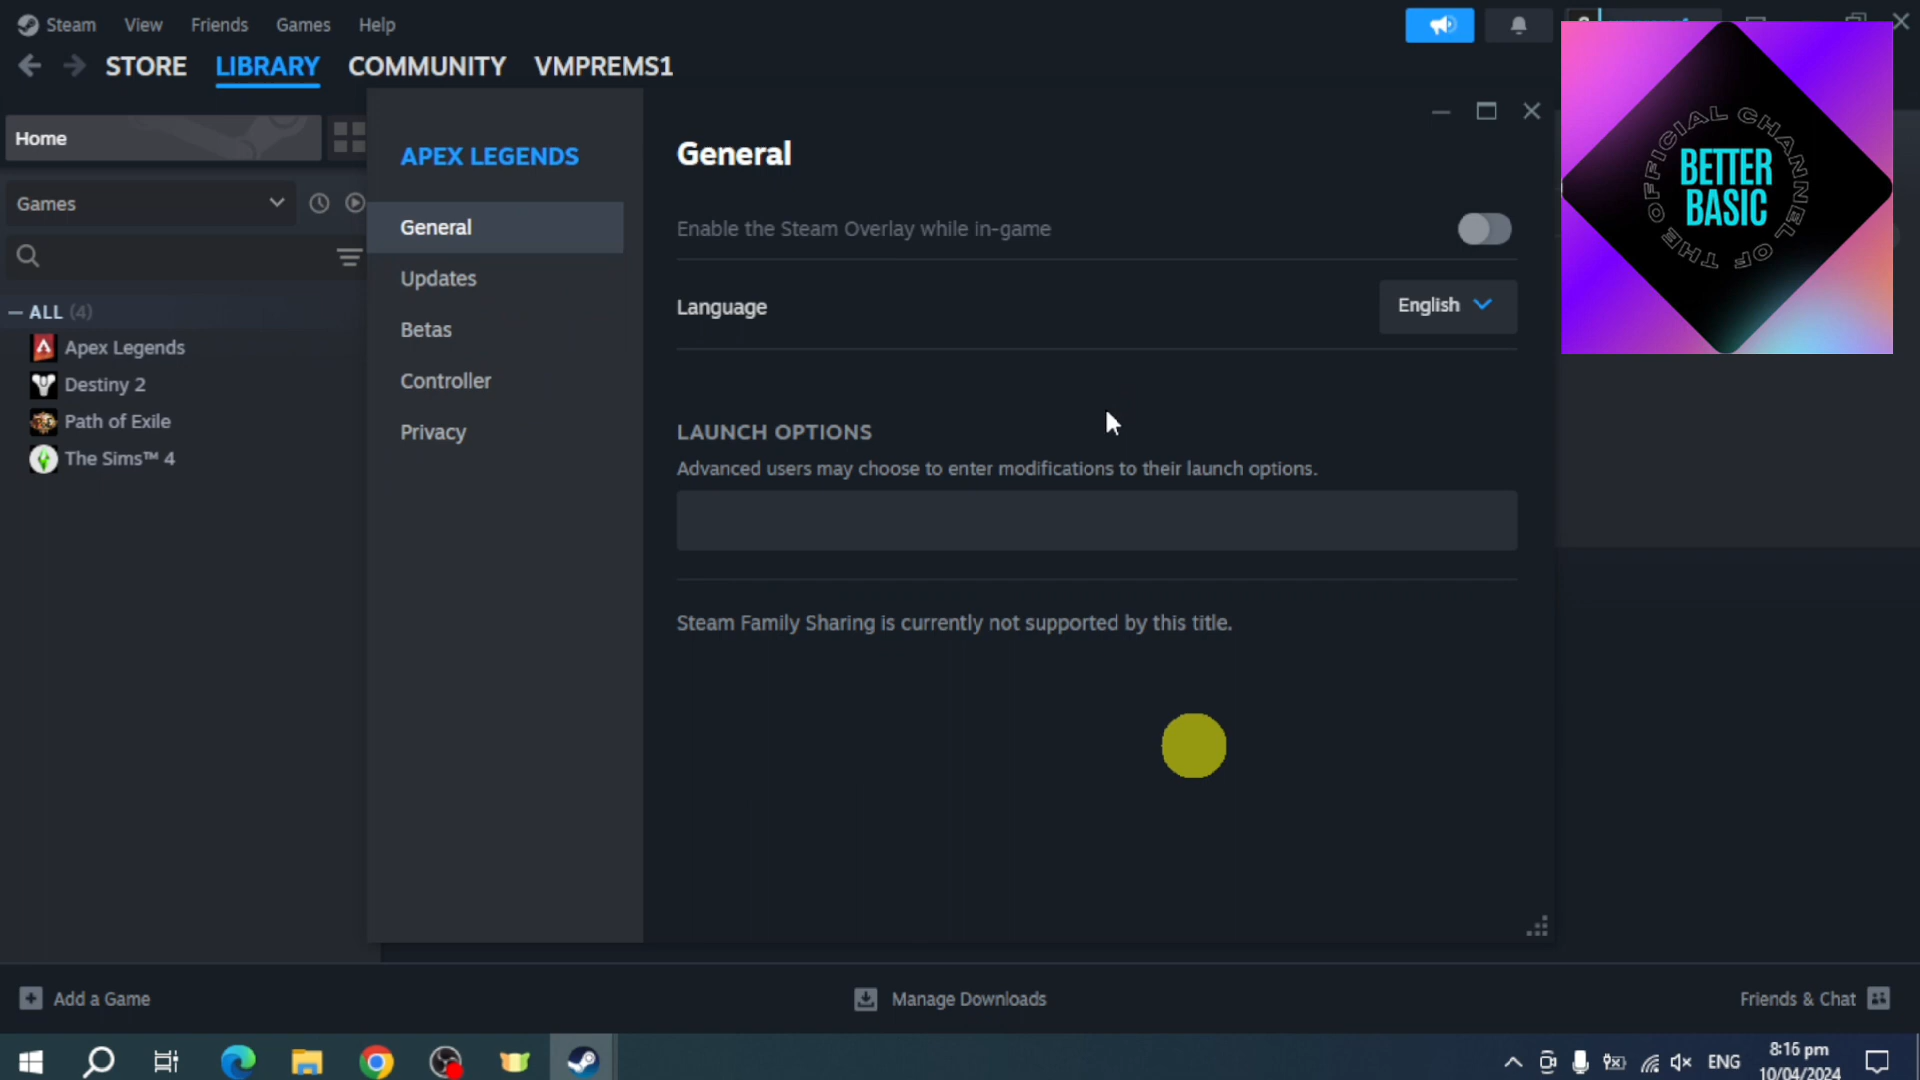 Steam View Friends Games Help
STORE LIBRARY COMMUNITY VMPREMS1
Home
Games
ALL (4)
Apex Legends
Destiny 2
Path of Exile
The Sims™ 4
APEX LEGENDS
General
Updates
Betas
Controller
Privacy
General
Enable the Steam Overlay while in-game
Language
English
LAUNCH OPTIONS
Advanced users may choose to enter modifications to their launch options.
Steam Family Sharing is currently not supported by this title.
OFFICIAL CHANNEL OF THE
BETTER
BASIC
Add a Game
Manage Downloads
Friends & Chat
ENG
8:16 pm
10/04/2024